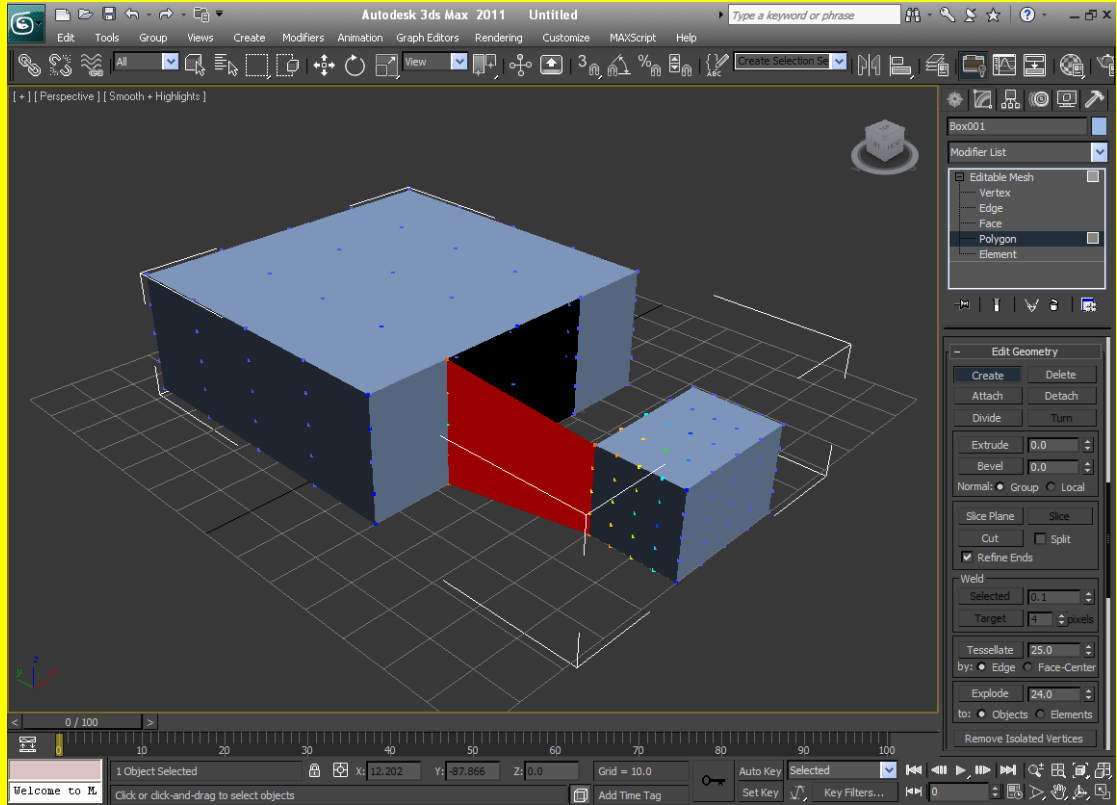 Autodesk 3ds Max 2011 Untitled
Type a keyword or phrase
Edit Tools Group Views Create Modifiers Animation Graph Editors Rendering Customize MAXScript Help
All
View
3
%
ABC
Create Selection Se
[ + ] [ Perspective ] [ Smooth + Highlights ]
Box001
Modifier List
Editable Mesh
Vertex
Edge
Face
Polygon
Element
- Edit Geometry
Create Delete
Attach Detach
Divide Turn
Extrude 0.0
Bevel 0.0
Normal: Group Local
Slice Plane Slice
Cut Split
Refine Ends
Weld
Selected 0.1
Target 4 pixels
Tessellate 25.0
by: Edge Face-Center
Explode 24.0
to: Objects Elements
Remove Isolated Vertices
z
y x
< 0 / 100 >
0 10 20 30 40 50 60 70 80 90 100
1 Object Selected X: 12.202 Y: -87.866 Z: 0.0 Grid = 10.0 Auto Key Selected
Welcome to M Click or click-and-drag to select objects Add Time Tag Set Key Key Filters... 0